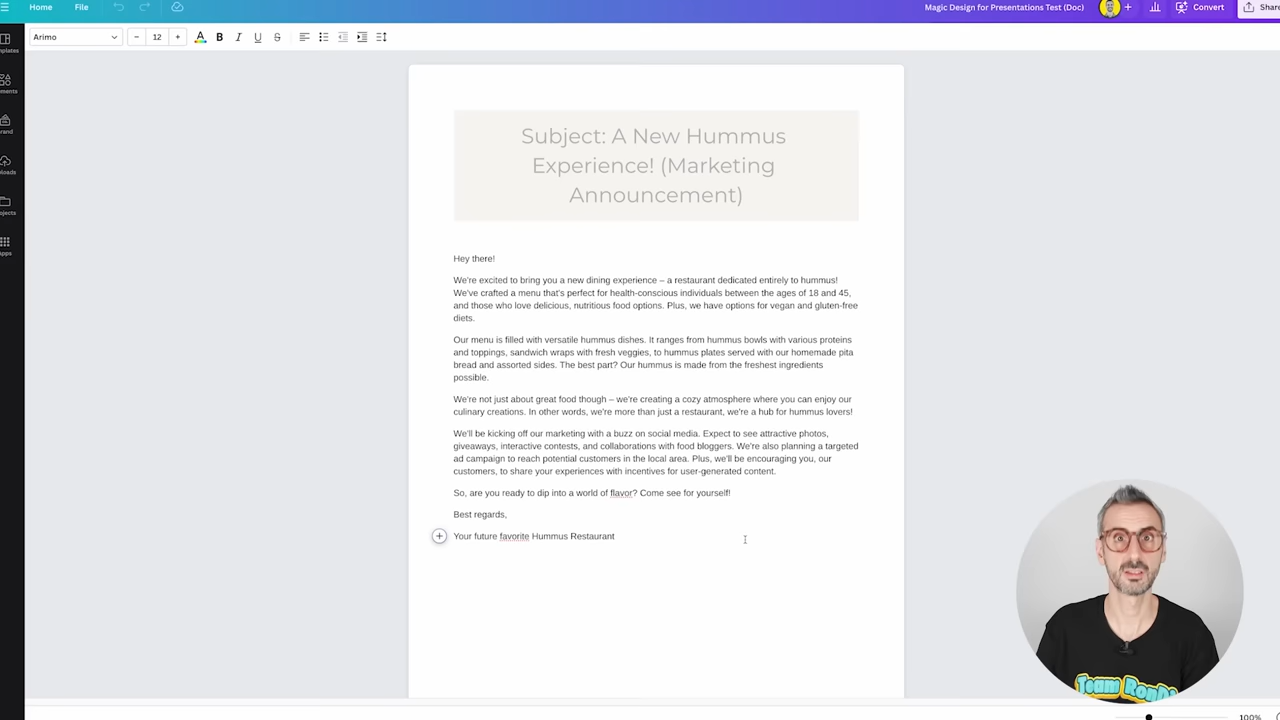 Home File Magic Design for Presentations Test (Doc) Convert Share
Arimo 12
Subject: A New Hummus
Experience! (Marketing
Announcement)
Hey there!
We're excited to bring you a new dining experience – a restaurant dedicated entirely to hummus!
We've crafted a menu that's perfect for health-conscious individuals between the ages of 18 and 45,
and those who love delicious, nutritious food options. Plus, we have options for vegan and gluten-free
diets.
Our menu is filled with versatile hummus dishes. It ranges from hummus bowls with various proteins
and toppings, sandwich wraps with fresh veggies, to hummus plates served with our homemade pita
bread and assorted sides. The best part? Our hummus is made from the freshest ingredients
possible.
We're not just about great food though – we're creating a cozy atmosphere where you can enjoy our
culinary creations. In other words, we're more than just a restaurant, we're a hub for hummus lovers!
We'll be kicking off our marketing with a buzz on social media. Expect to see attractive photos,
giveaways, interactive contests, and collaborations with food bloggers. We're also planning a targeted
ad campaign to reach potential customers in the local area. Plus, we'll be encouraging you, our
customers, to share your experiences with incentives for user-generated content.
So, are you ready to dip into a world of flavor? Come see for yourself!
Best regards,
Your future favorite Hummus Restaurant
Team
100%